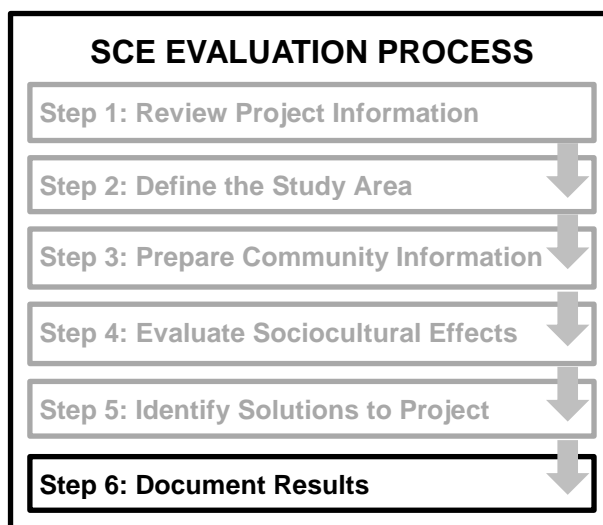 SCE EVALUATION PROCESS
Step 1: Review Project Information
Step 2: Define the Study Area
Step 3: Prepare Community Information
Step 4: Evaluate Sociocultural Effects
Step 5: Identify Solutions to Project
Step 6: Document Results